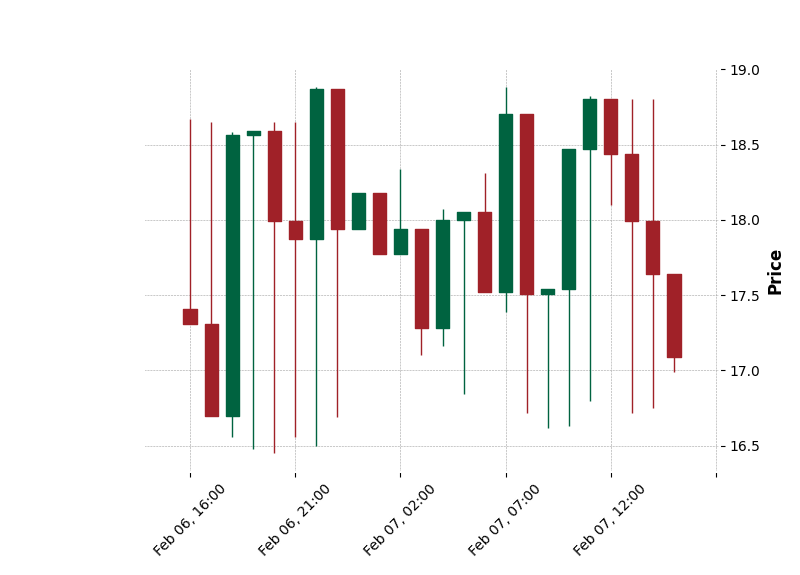 19.0
18.5
18.0
17.5
17.0
16.5
Price
Feb 06, 16:00
Feb 06, 21:00
Feb 07, 02:00
Feb 07, 07:00
Feb 07, 12:00